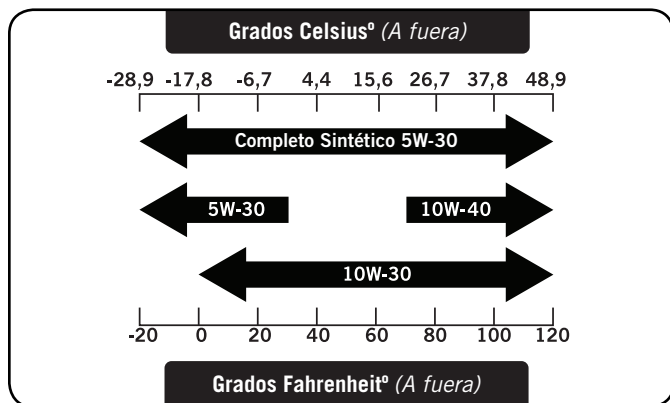 Grados Celsiusº (A fuera)
-28,9 -17,8 -6,7 4,4 15,6 26,7 37,8 48,9
Completo Sintético 5W-30
5W-30 10W-40
10W-30
-20 0 20 40 60 80 100 120
Grados Fahrenheitº (A fuera)